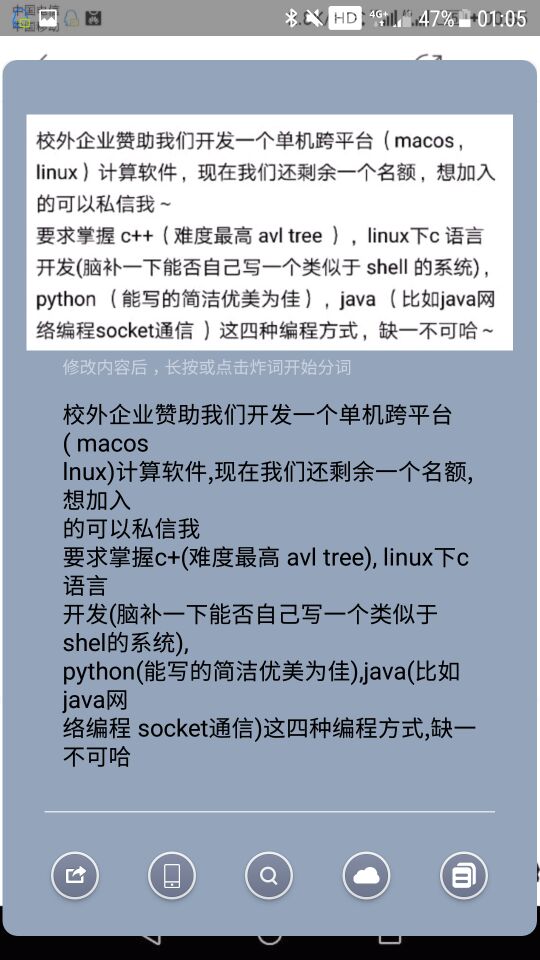 中国电信
中国移动
HD
4G+
47%
01:05
校外企业赞助我们开发一个单机跨平台（macos，
linux）计算软件，现在我们还剩余一个名额，想加入
的可以私信我～
要求掌握 c++（难度最高 avl tree ），linux下c 语言
开发(脑补一下能否自己写一个类似于 shell 的系统)，
python （能写的简洁优美为佳），java （比如java网
络编程socket通信 ）这四种编程方式，缺一不可哈～
修改内容后，长按或点击炸词开始分词
校外企业赞助我们开发一个单机跨平台
( macos
lnux)计算软件,现在我们还剩余一个名额,
想加入
的可以私信我
要求掌握c+(难度最高 avl tree), linux下c
语言
开发(脑补一下能否自己写一个类似于
shel的系统),
python(能写的简洁优美为佳),java(比如
java网
络编程 socket通信)这四种编程方式,缺一
不可哈